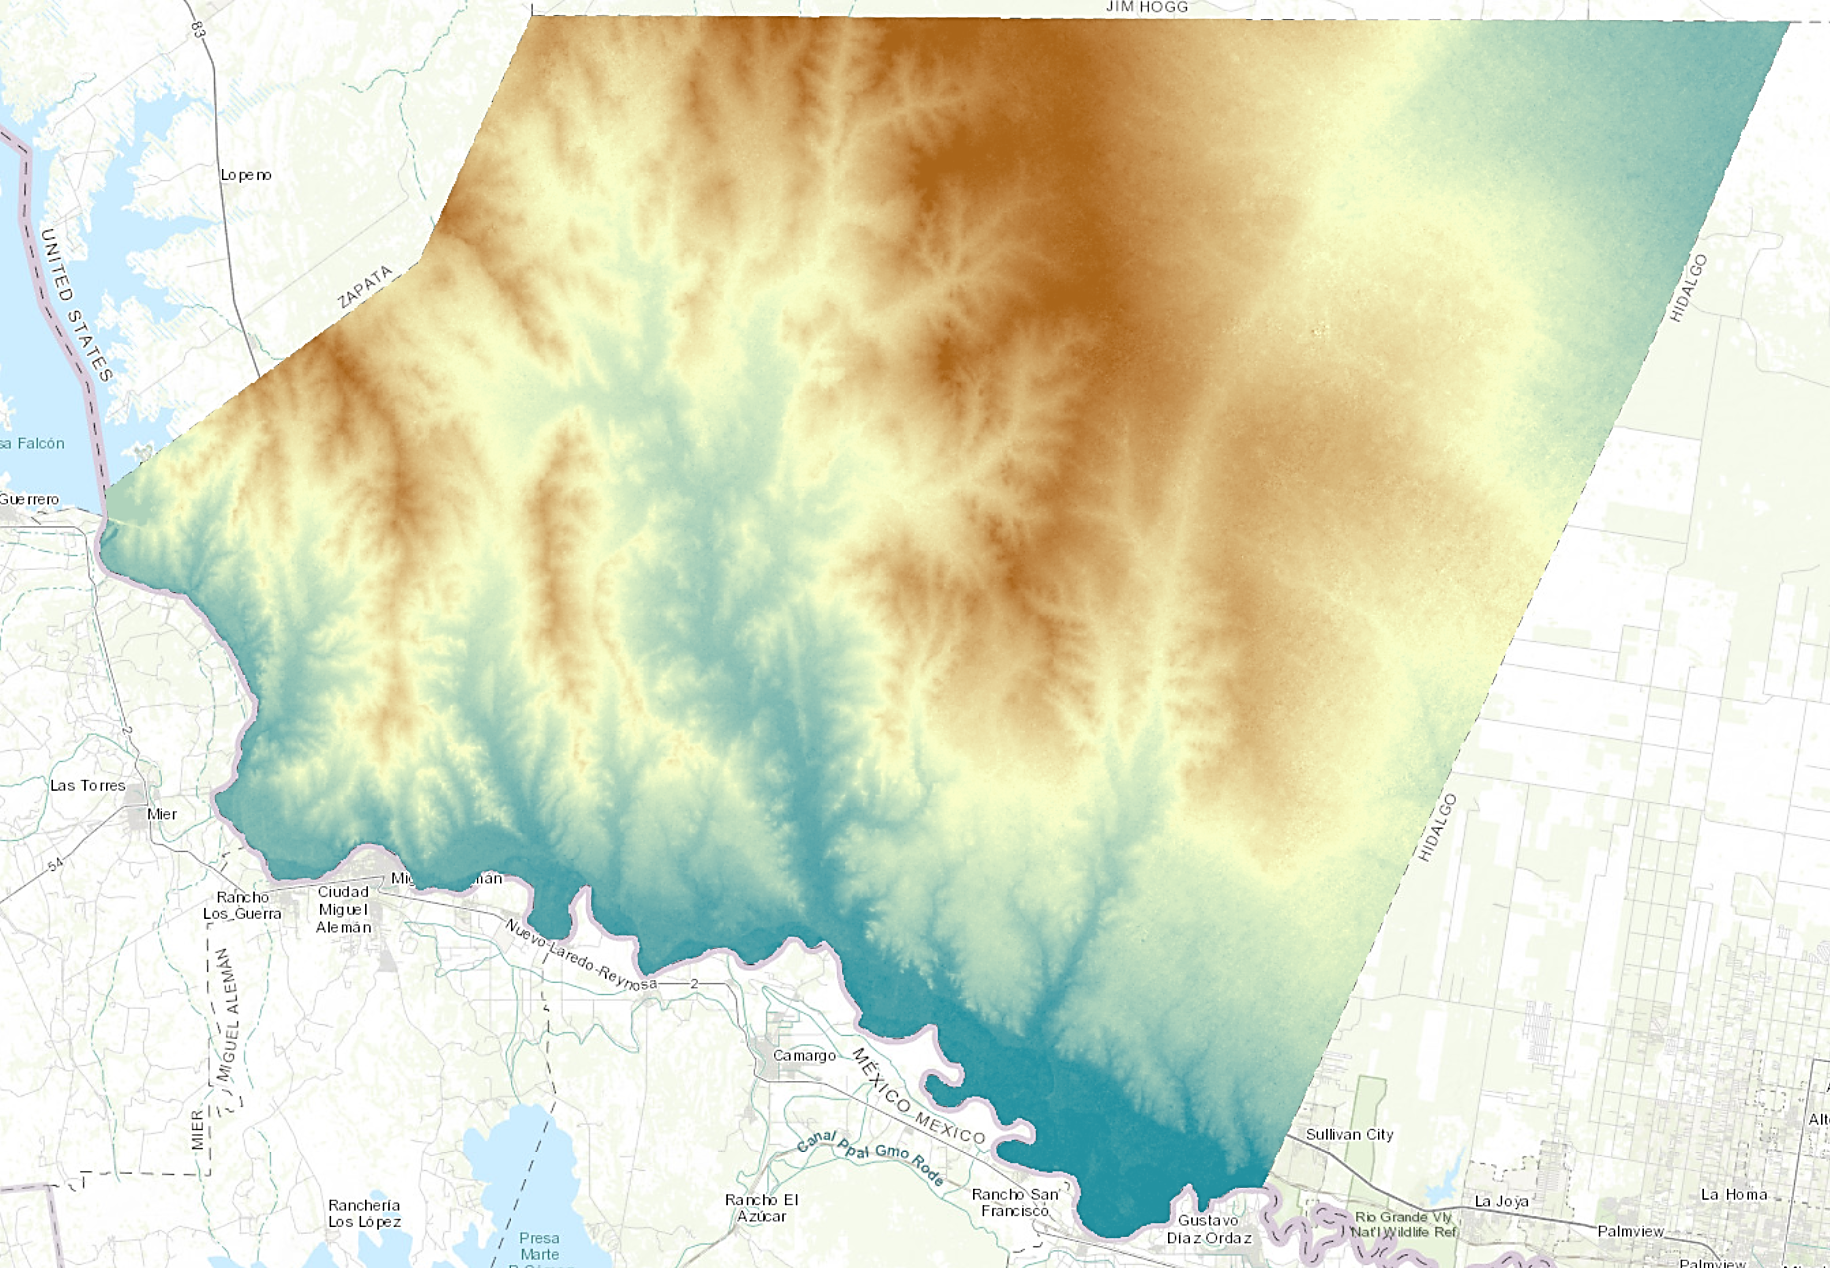 JIM HOGG
83
Lopeno
UNITED STATES
ZAPATA
HIDALGO
sa Falcón
Guerrero
2
Las Torres
Mier
54
HIDALGO
Rancho
Los Guerra
Ciudad
Miguel
Alemán
Mig
mán
Nuevo-Laredo-Reynosa
2
MIGUEL ALEMÁN
MIER
Camargo
MÉXICO
MEXICO
Canal Ppal Gmo Rode
Sullivan City
Alt
Ranchería
Los López
Rancho El
Azúcar
Rancho San
Francisco
Gustavo
Díaz Ordaz
La Joya
La Homa
Rio Grande Vly
Nat'l Wildlife Ref
Palmview
Palmview
Presa
Marte